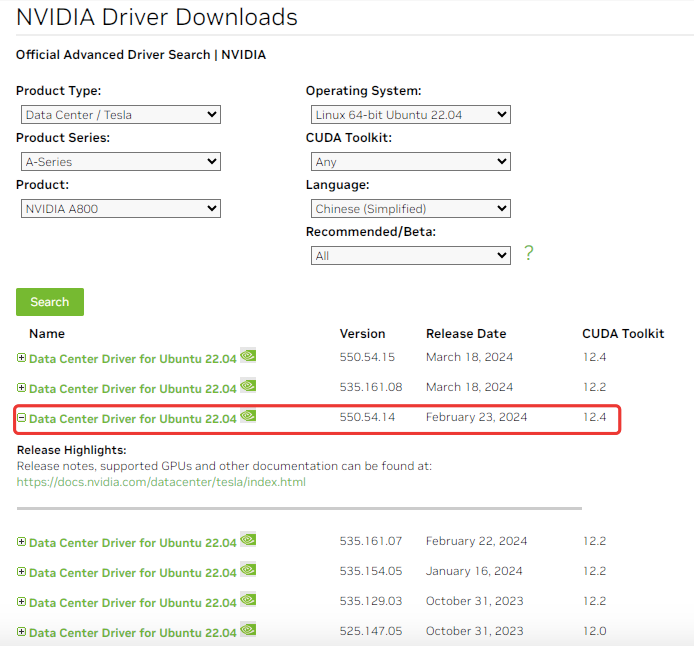 NVIDIA Driver Downloads
Official Advanced Driver Search | NVIDIA
Product Type: Operating System:
Data Center / Tesla Linux 64-bit Ubuntu 22.04
Product Series: CUDA Toolkit:
A-Series Any
Product: Language:
NVIDIA A800 Chinese (Simplified)
Recommended/Beta:
All ?
Search
Name Version Release Date CUDA Toolkit
Data Center Driver for Ubuntu 22.04 550.54.15 March 18, 2024 12.4
Data Center Driver for Ubuntu 22.04 535.161.08 March 18, 2024 12.2
Data Center Driver for Ubuntu 22.04 550.54.14 February 23, 2024 12.4
Release Highlights:
Release notes, supported GPUs and other documentation can be found at:
https://docs.nvidia.com/datacenter/tesla/index.html
Data Center Driver for Ubuntu 22.04 535.161.07 February 22, 2024 12.2
Data Center Driver for Ubuntu 22.04 535.154.05 January 16, 2024 12.2
Data Center Driver for Ubuntu 22.04 535.129.03 October 31, 2023 12.2
Data Center Driver for Ubuntu 22.04 525.147.05 October 31, 2023 12.0